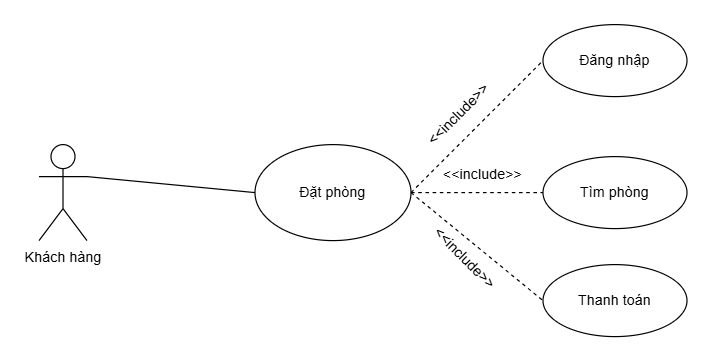 Đăng nhập
<<include>>
Đặt phòng
<<include>>
Tìm phòng
Khách hàng
<<include>>
Thanh toán